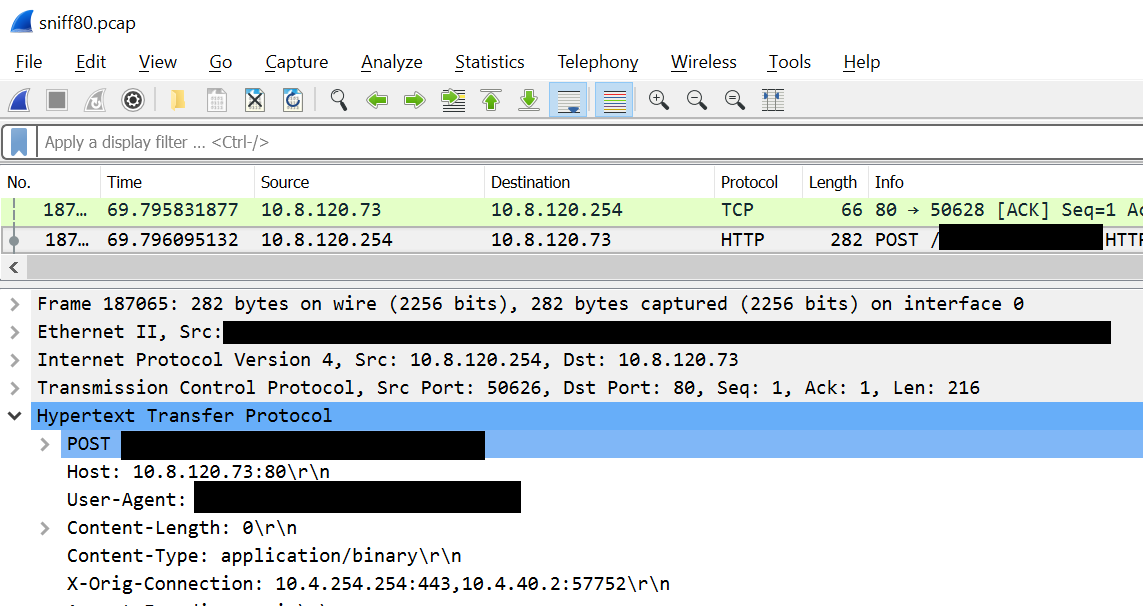 sniff80.pcap
File Edit View Go Capture Analyze Statistics Telephony Wireless Tools Help
Apply a display filter ... <Ctrl-/>
No. Time Source Destination Protocol Length Info
187... 69.795831877 10.8.120.73 10.8.120.254 TCP 66 80 → 50628 [ACK] Seq=1
187... 69.796095132 10.8.120.254 10.8.120.73 HTTP 282 POST /
Frame 187065: 282 bytes on wire (2256 bits), 282 bytes captured (2256 bits) on interface 0
Ethernet II, Src:
Internet Protocol Version 4, Src: 10.8.120.254, Dst: 10.8.120.73
Transmission Control Protocol, Src Port: 50626, Dst Port: 80, Seq: 1, Ack: 1, Len: 216
Hypertext Transfer Protocol
POST
Host: 10.8.120.73:80\r\n
User-Agent:
Content-Length: 0\r\n
Content-Type: application/binary\r\n
X-Orig-Connection: 10.4.254.254:443,10.4.40.2:57752\r\n